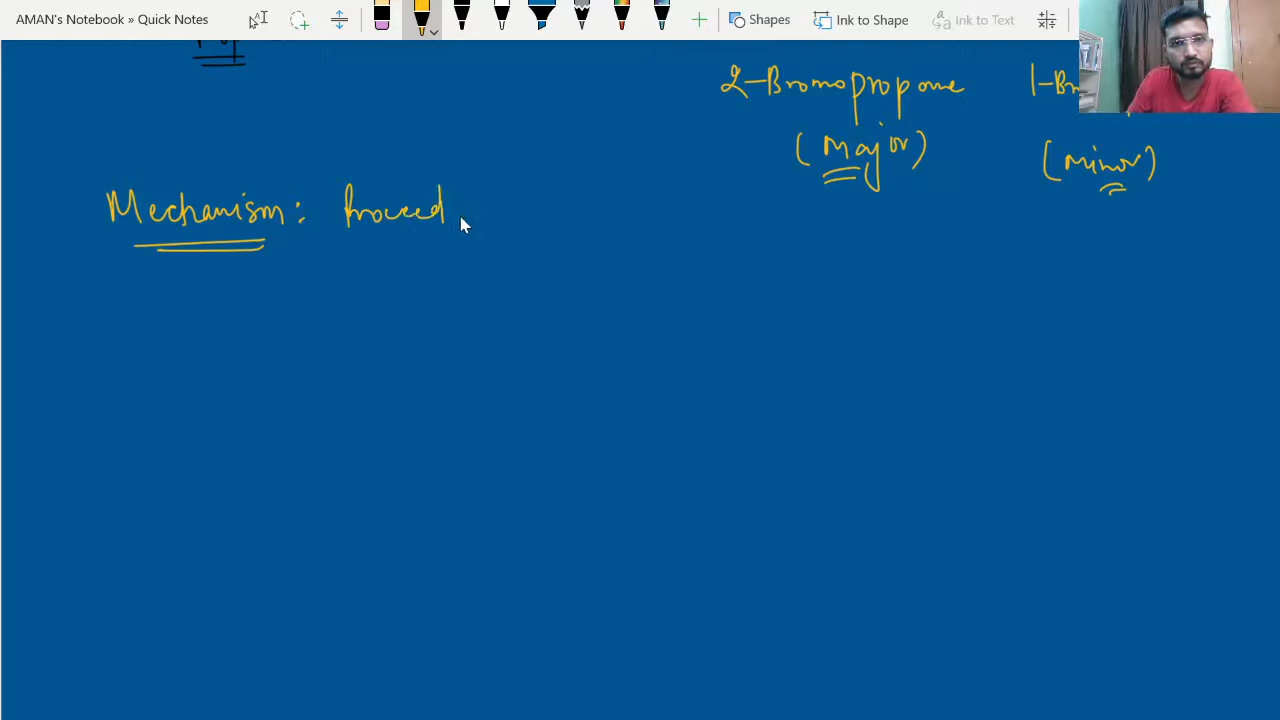 AMAN's Notebook » Quick Notes
Shapes
Ink to Shape
Ink to Text
2-Bromopropane
(Major)
(Minor)
Mechanism: Proceed